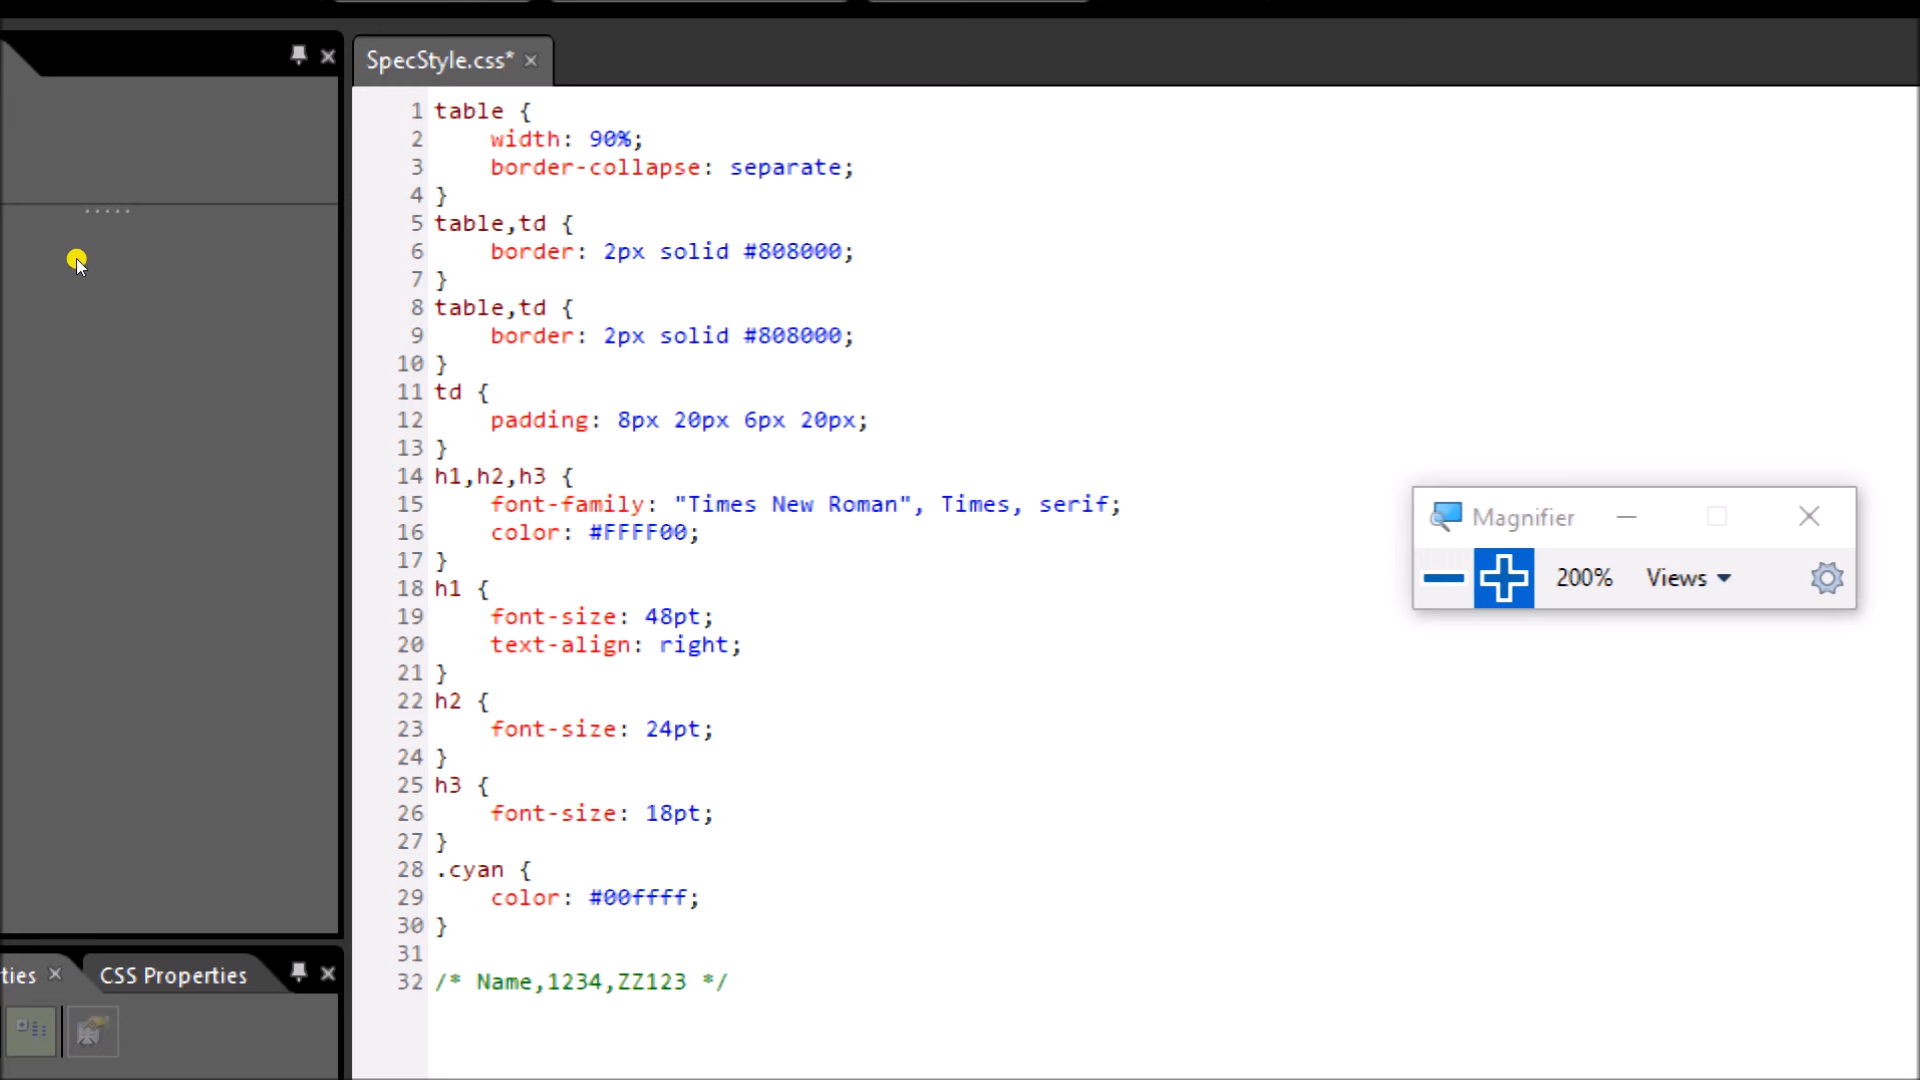 SpecStyle.css*
1 table {
2 width: 90%;
3 border-collapse: separate;
4 }
5 table,td {
6 border: 2px solid #808000;
7 }
8 table,td {
9 border: 2px solid #808000;
10 }
11 td {
12 padding: 8px 20px 6px 20px;
13 }
14 h1,h2,h3 {
15 font-family: "Times New Roman", Times, serif;
16 color: #FFFF00;
17 }
18 h1 {
19 font-size: 48pt;
20 text-align: right;
21 }
22 h2 {
23 font-size: 24pt;
24 }
25 h3 {
26 font-size: 18pt;
27 }
28 .cyan {
29 color: #00ffff;
30 }
31
32 /* Name,1234,ZZ123 */
Magnifier
200% Views
ties CSS Properties